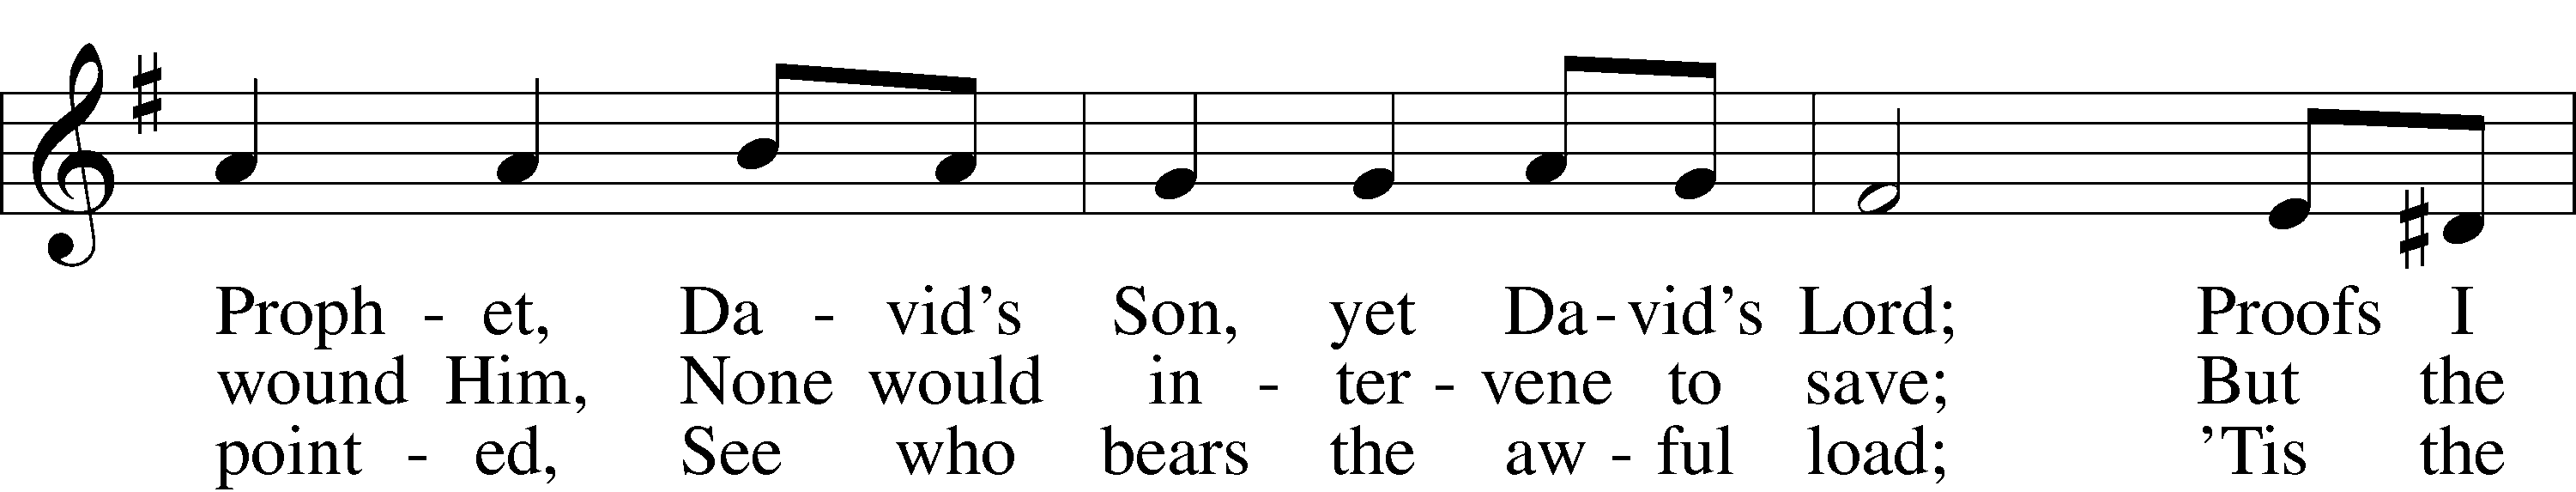 Proph - et, Da - vid's Son, yet Da - vid's Lord; Proofs I
wound Him, None would in - ter - vene to save; But the
point - ed, See who bears the aw - ful load; 'Tis the